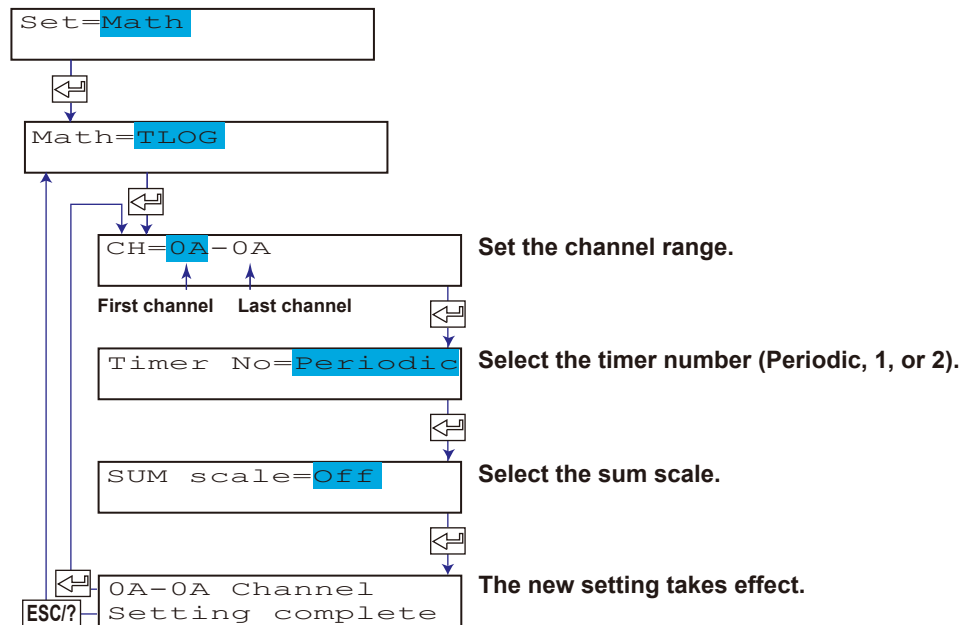 Set=Math
Math=TLOG
CH=0A-0A
Set the channel range.
First channel Last channel
Timer No=Periodic
Select the timer number (Periodic, 1, or 2).
SUM scale=Off
Select the sum scale.
0A-0A Channel
Setting complete
The new setting takes effect.
ESC/?